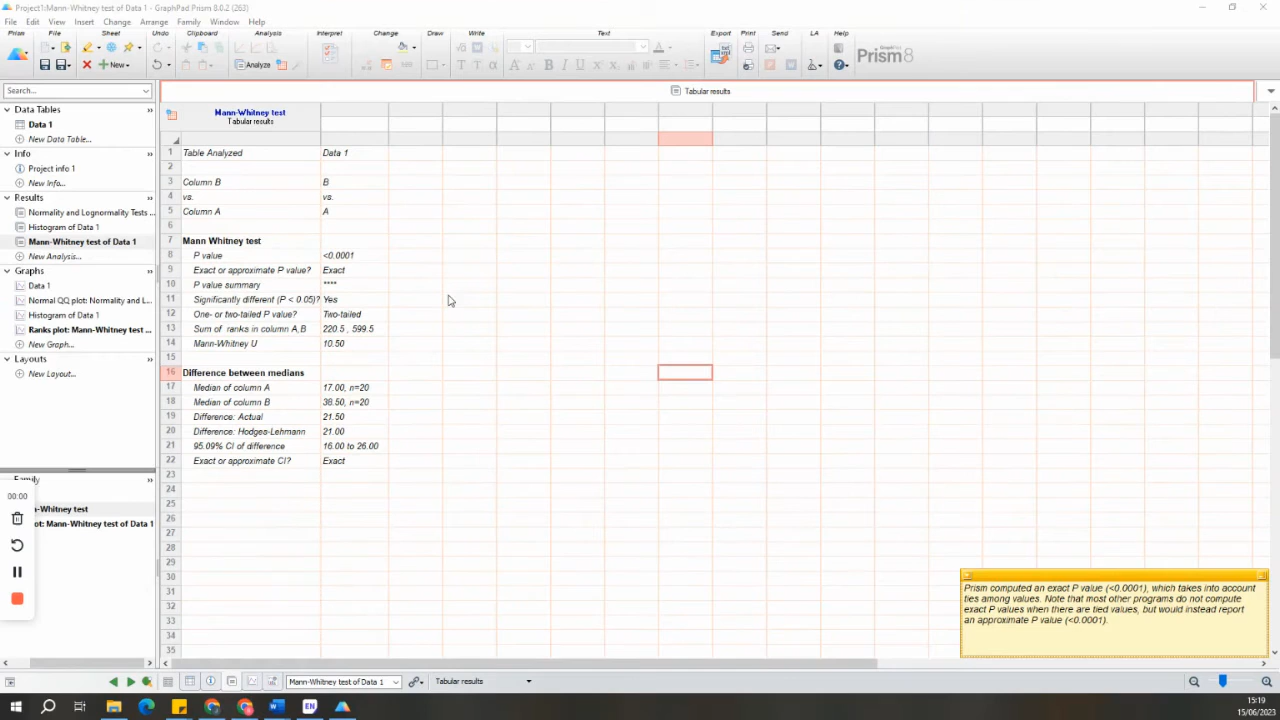 Project1:Mann-Whitney test of Data 1 - GraphPad Prism 8.0.2 (263)
File Edit View Insert Change Arrange Family Window Help
Prism File Sheet Undo Clipboard Analysis Interpret Change Draw Write Text Export Print Send LA Help
New Analyze Prism8
Search...
Tabular results
Data Tables
Data 1
New Data Table...
Info
Project info 1
New Info...
Results
Normality and Lognormality Tests ...
Histogram of Data 1
Mann-Whitney test of Data 1
New Analysis...
Graphs
Data 1
Normal QQ plot: Normality and L...
Histogram of Data 1
Ranks plot: Mann-Whitney test ...
New Graph...
Layouts
New Layout...
Family
n-Whitney test
ot: Mann-Whitney test of Data 1
00:00
Mann-Whitney test
Tabular results
1 Table Analyzed Data 1
2
3 Column B B
4 vs. vs.
5 Column A A
6
7 Mann Whitney test
8 P value <0.0001
9 Exact or approximate P value? Exact
10 P value summary ****
11 Significantly different (P < 0.05)? Yes
12 One- or two-tailed P value? Two-tailed
13 Sum of ranks in column A,B 220.5 , 599.5
14 Mann-Whitney U 10.50
15
16 Difference between medians
17 Median of column A 17.00, n=20
18 Median of column B 38.50, n=20
19 Difference: Actual 21.50
20 Difference: Hodges-Lehmann 21.00
21 95.09% CI of difference 16.00 to 26.00
22 Exact or approximate CI? Exact
23
24
25
26
27
28
29
30
31
32
33
34
35
Prism computed an exact P value (<0.0001), which takes into account
ties among values. Note that most other programs do not compute
exact P values when there are tied values, but would instead report
an approximate P value (<0.0001).
Mann-Whitney test of Data 1 Tabular results
EN
15:19
15/06/2023